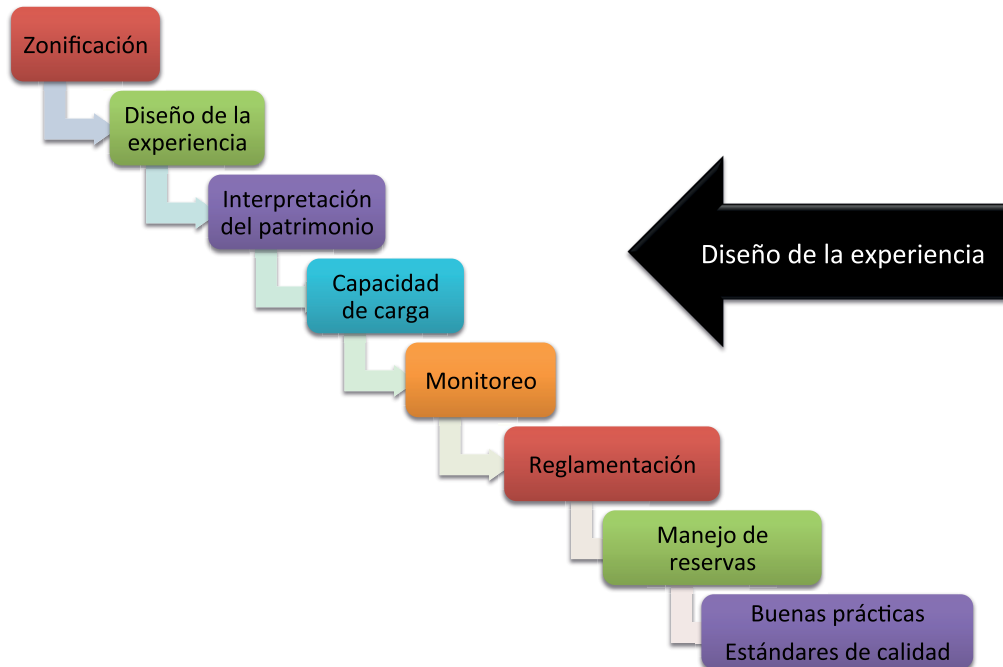 Zonificación
Diseño de la
experiencia
Interpretación
del patrimonio
Diseño de la experiencia
Capacidad
de carga
Monitoreo
Reglamentación
Manejo de
reservas
Buenas prácticas
Estándares de calidad